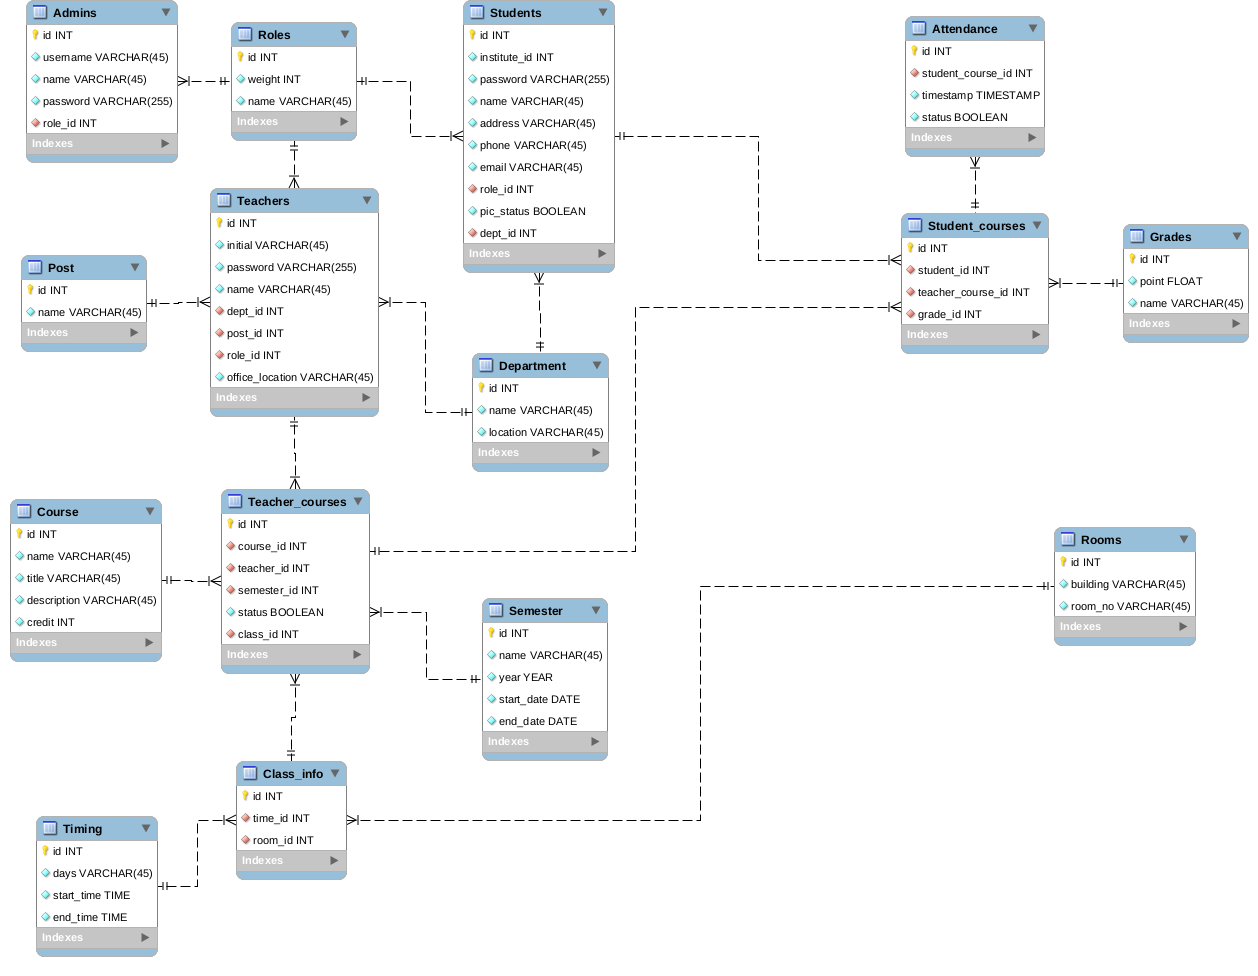 Admins
id INT
username VARCHAR(45)
name VARCHAR(45)
password VARCHAR(255)
role_id INT
Indexes
Roles
id INT
weight INT
name VARCHAR(45)
Indexes
Students
id INT
institute_id INT
password VARCHAR(255)
name VARCHAR(45)
address VARCHAR(45)
phone VARCHAR(45)
email VARCHAR(45)
role_id INT
pic_status BOOLEAN
dept_id INT
Indexes
Attendance
id INT
student_course_id INT
timestamp TIMESTAMP
status BOOLEAN
Indexes
Teachers
id INT
initial VARCHAR(45)
password VARCHAR(255)
name VARCHAR(45)
dept_id INT
post_id INT
role_id INT
office_location VARCHAR(45)
Indexes
Post
id INT
name VARCHAR(45)
Indexes
Student_courses
id INT
student_id INT
teacher_course_id INT
grade_id INT
Indexes
Grades
id INT
point FLOAT
name VARCHAR(45)
Indexes
Department
id INT
name VARCHAR(45)
location VARCHAR(45)
Indexes
Course
id INT
name VARCHAR(45)
title VARCHAR(45)
description VARCHAR(45)
credit INT
Indexes
Teacher_courses
id INT
course_id INT
teacher_id INT
semester_id INT
status BOOLEAN
class_id INT
Indexes
Rooms
id INT
building VARCHAR(45)
room_no VARCHAR(45)
Indexes
Semester
id INT
name VARCHAR(45)
year YEAR
start_date DATE
end_date DATE
Indexes
Class_info
id INT
time_id INT
room_id INT
Indexes
Timing
id INT
days VARCHAR(45)
start_time TIME
end_time TIME
Indexes